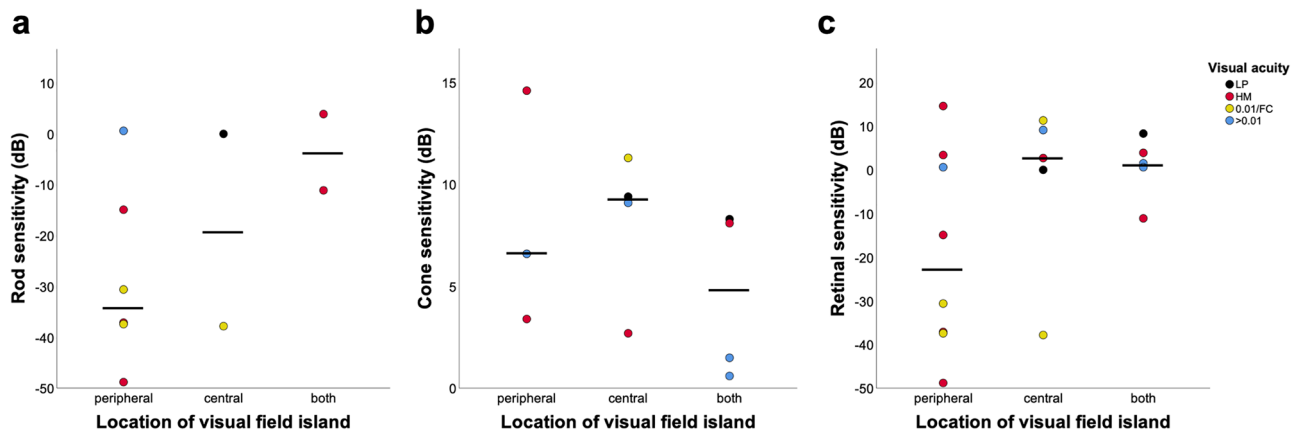 a
Rod sensitivity (dB)
10
0
-10
-20
-30
-40
-50
peripheral central both
Location of visual field island
b
Cone sensitivity (dB)
15
10
5
0
peripheral central both
Location of visual field island
c
Retinal sensitivity (dB)
20
10
0
-10
-20
-30
-40
-50
peripheral central both
Location of visual field island
Visual acuity
LP
HM
0.01/FC
>0.01